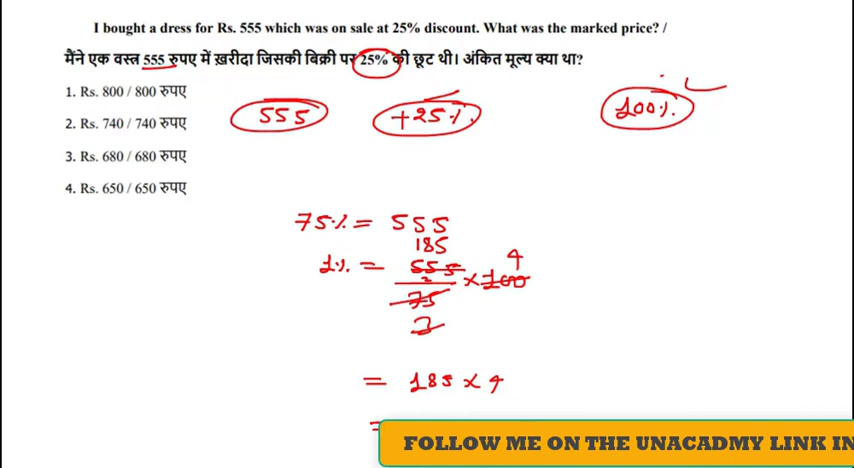 I bought a dress for Rs. 555 which was on sale at 25% discount. What was the marked price? /
मैंने एक वस्त्र 555 रुपए में ख़रीदा जिसकी बिक्री पर 25% की छूट थी। अंकित मूल्य क्या था?
1. Rs. 800 / 800 रुपए
555 +25% 100%
2. Rs. 740 / 740 रुपए
3. Rs. 680 / 680 रुपए
4. Rs. 650 / 650 रुपए
75% = 555
185
4
1% = 555 × 100
75
3
= 185 × 4
=
FOLLOW ME ON THE UNACADMY LINK IN